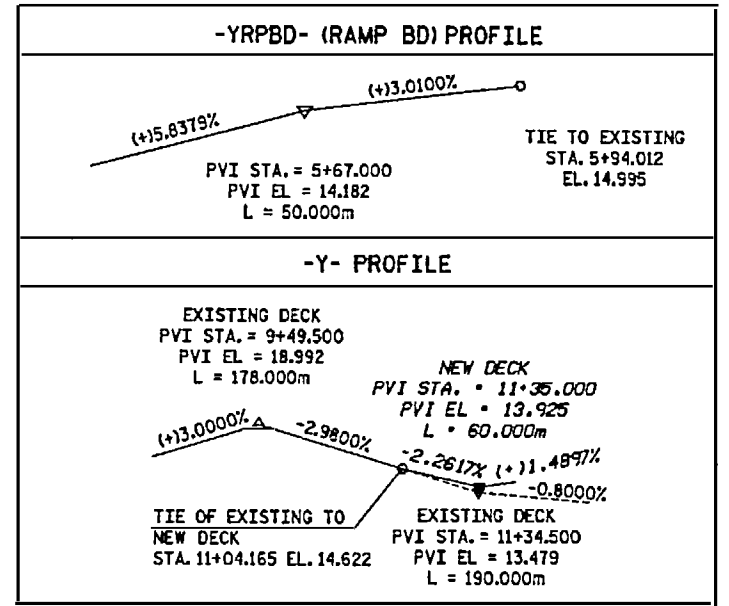 -YRPBD- (RAMP BD) PROFILE
(+)5.8379%
(+)3.0100%
PVI STA. = 5+67.000
PVI EL = 14.182
L = 50.000m
TIE TO EXISTING
STA. 5+94.012
EL. 14.995
-Y- PROFILE
EXISTING DECK
PVI STA. = 9+49.500
PVI EL = 18.992
L = 178.000m
NEW DECK
PVI STA. = 11+35.000
PVI EL = 13.925
L = 60.000m
(+)3.0000%
-2.9800%
-2.2617%
(+)1.4897%
-0.8000%
TIE OF EXISTING TO
NEW DECK
STA. 11+04.165 EL. 14.622
EXISTING DECK
PVI STA. = 11+34.500
PVI EL = 13.479
L = 190.000m